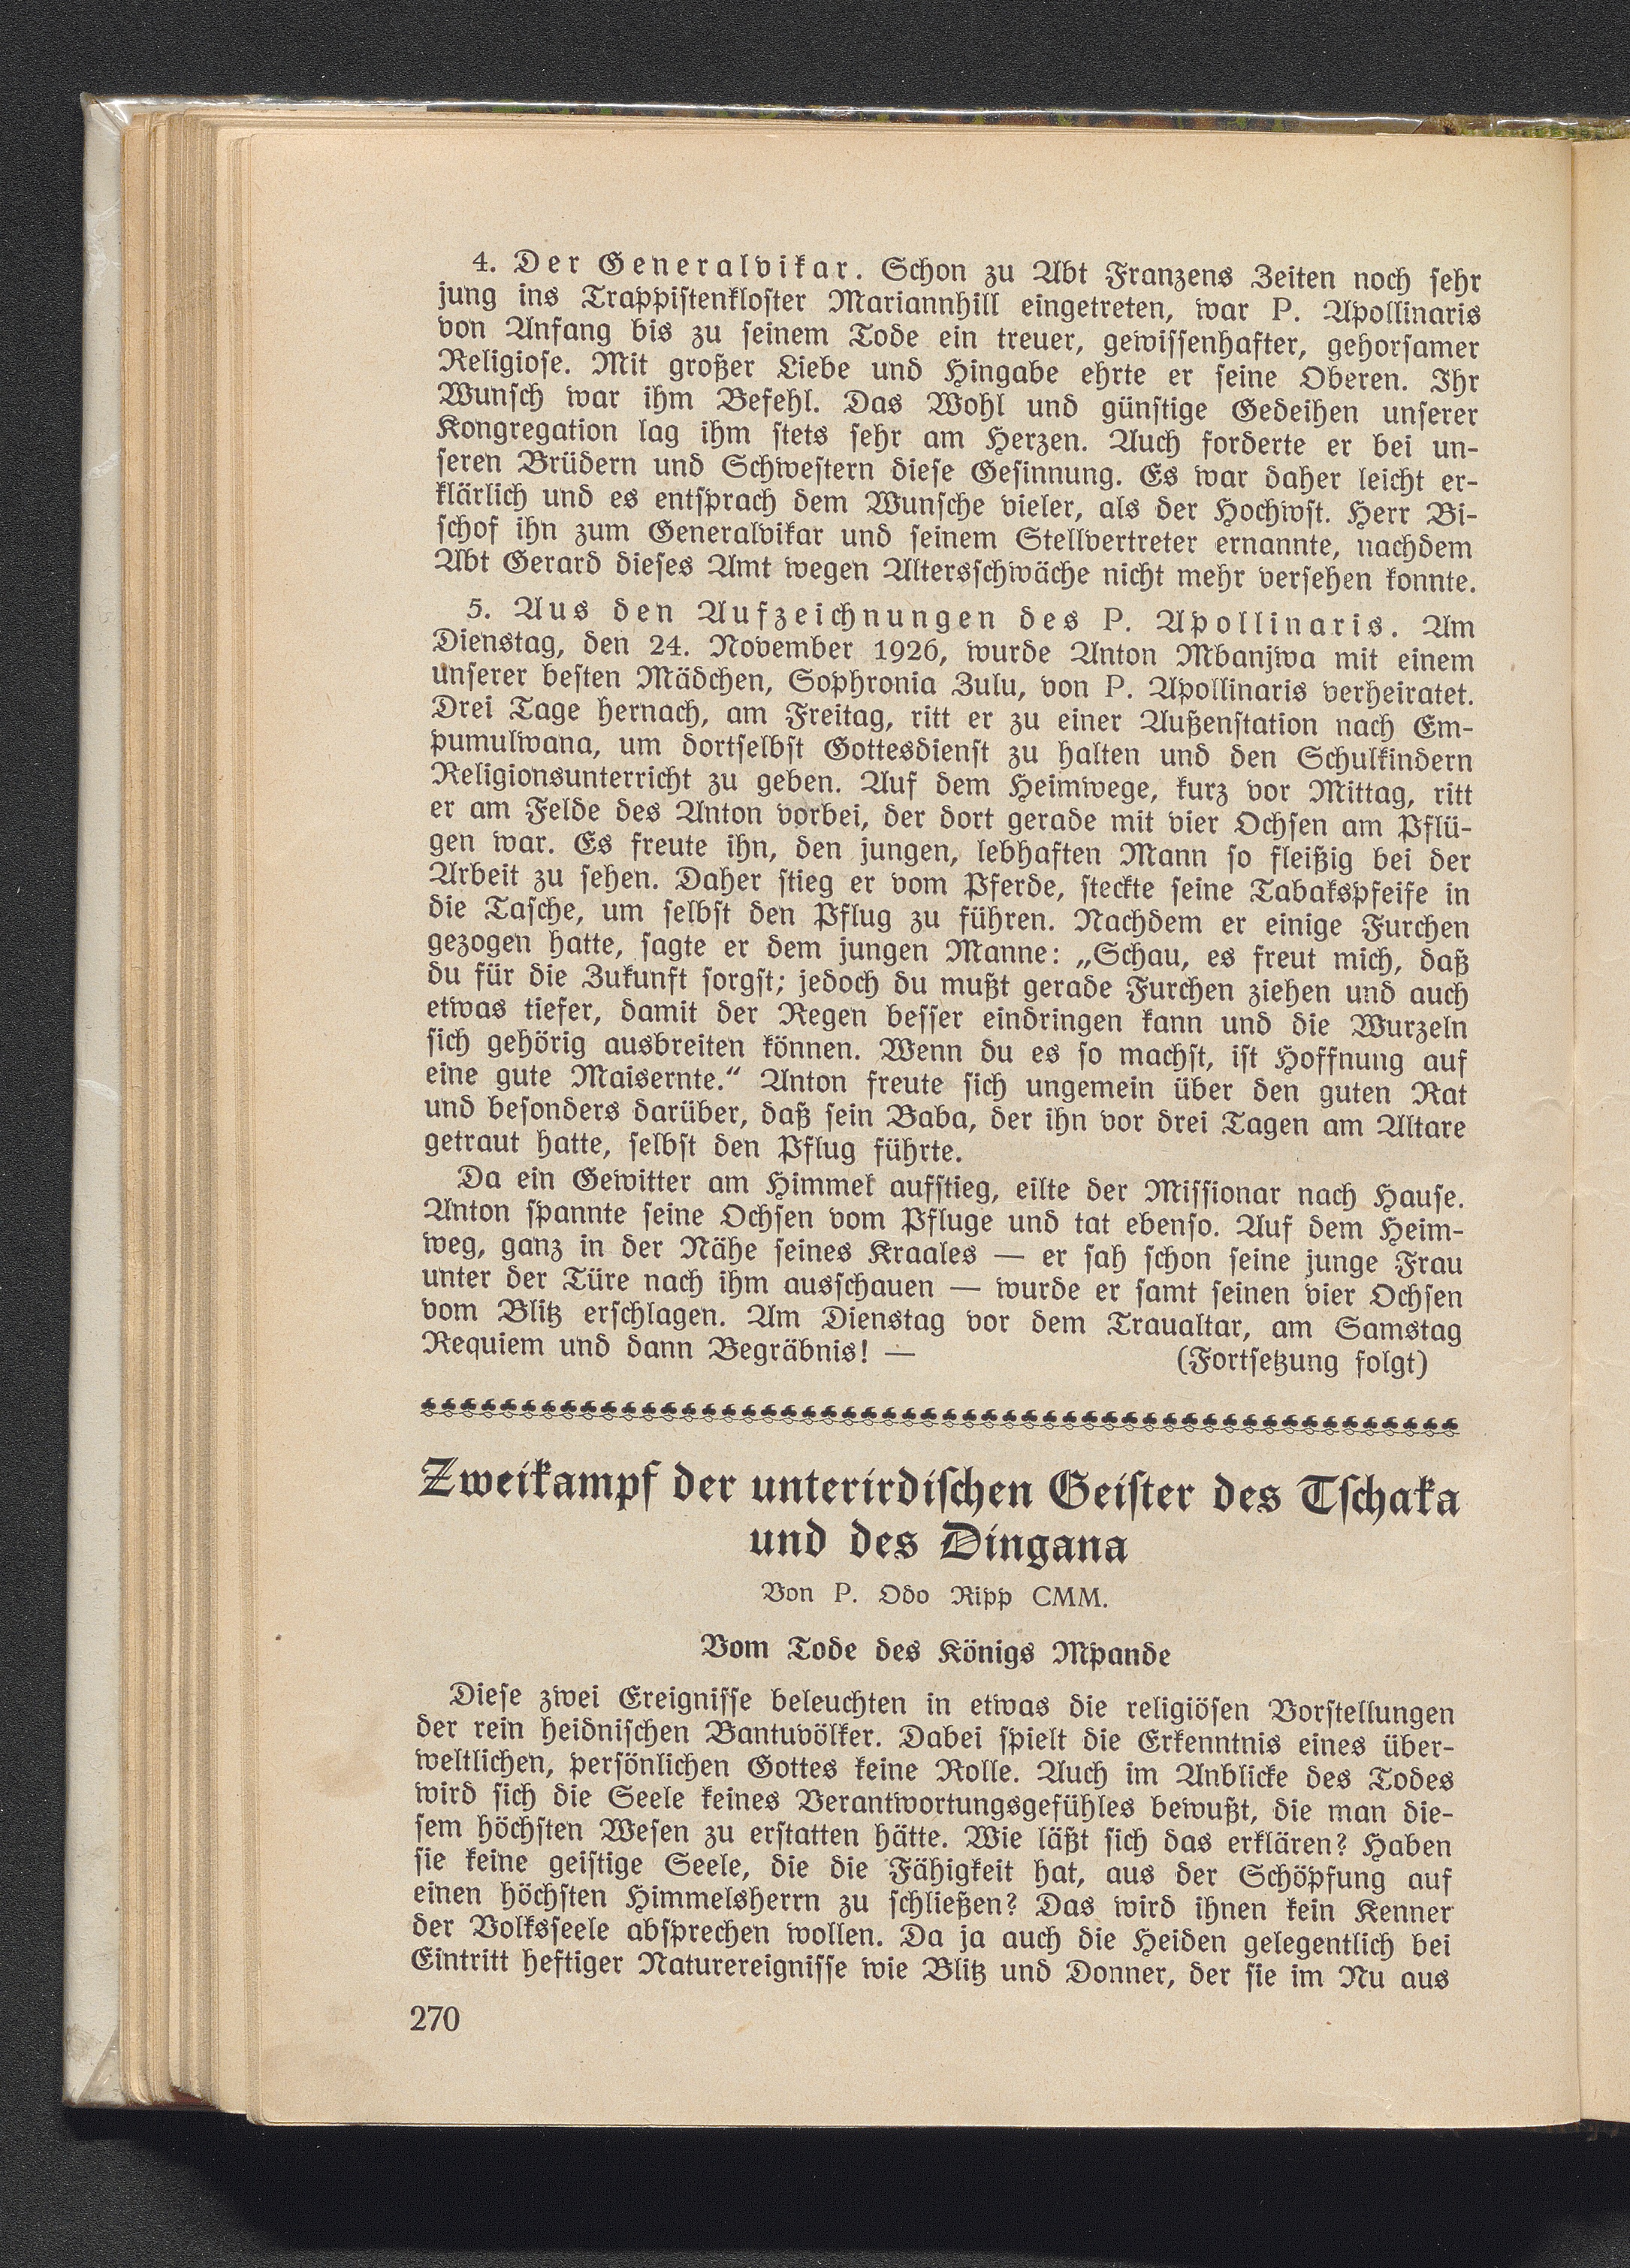 4. Der Generalvikar. Schon zu Abt Franzens Zeiten noch sehr
jung ins Trappistenkloster Mariannhill eingetreten, war P. Apollinaris
von Anfang bis zu seinem Tode ein treuer, gewissenhafter, gehorsamer
Religiose. Mit großer Liebe und Hingabe ehrte er seine Oberen. Ihr
Wunsch war ihm Befehl. Das Wohl und günstige Gedeihen unserer
Kongregation lag ihm stets sehr am Herzen. Auch forderte er bei un-
seren Brüdern und Schwestern diese Gesinnung. Es war daher leicht er-
klärlich und es entsprach dem Wunsche vieler, als der Hochwst. Herr Bi-
schof ihn zum Generalvikar und seinem Stellvertreter ernannte, nachdem
Abt Gerard dieses Amt wegen Altersschwäche nicht mehr versehen konnte.
5. Aus den Aufzeichnungen des P. Apollinaris. Am
Dienstag, den 24. November 1926, wurde Anton Mbanjwa mit einem
unserer besten Mädchen, Sophronia Zulu, von P. Apollinaris verheiratet.
Drei Tage hernach, am Freitag, ritt er zu einer Außenstation nach Em-
pumulwana, um dortselbst Gottesdienst zu halten und den Schulkindern
Religionsunterricht zu geben. Auf dem Heimwege, kurz vor Mittag, ritt
er am Felde des Anton vorbei, der dort gerade mit vier Ochsen am Pflü-
gen war. Es freute ihn, den jungen, lebhaften Mann so fleißig bei der
Arbeit zu sehen. Daher stieg er vom Pferde, steckte seine Tabakspfeife in
die Tasche, um selbst den Pflug zu führen. Nachdem er einige Furchen
gezogen hatte, sagte er dem jungen Manne: „Schau, es freut mich, daß
du für die Zukunft sorgst; jedoch du mußt gerade Furchen ziehen und auch
etwas tiefer, damit der Regen besser eindringen kann und die Wurzeln
sich gehörig ausbreiten können. Wenn du es so machst, ist Hoffnung auf
eine gute Maisernte.“ Anton freute sich ungemein über den guten Rat
und besonders darüber, daß sein Baba, der ihn vor drei Tagen am Altare
getraut hatte, selbst den Pflug führte.
Da ein Gewitter am Himmel aufstieg, eilte der Missionar nach Hause.
Anton spannte seine Ochsen vom Pfluge und tat ebenso. Auf dem Heim-
weg, ganz in der Nähe seines Kraales — er sah schon seine junge Frau
unter der Türe nach ihm ausschauen — wurde er samt seinen vier Ochsen
vom Blitz erschlagen. Am Dienstag vor dem Traualtar, am Samstag
Requiem und dann Begräbnis! — (Fortsetzung folgt)
Zweikampf der unterirdischen Geister des Tschaka
und des Dingana
Von P. Odo Ripp CMM.
Vom Tode des Königs Mpande
Diese zwei Ereignisse beleuchten in etwas die religiösen Vorstellungen
der rein heidnischen Bantuvölker. Dabei spielt die Erkenntnis eines über-
weltlichen, persönlichen Gottes keine Rolle. Auch im Anblicke des Todes
wird sich die Seele keines Verantwortungsgefühles bewußt, die man die-
sem höchsten Wesen zu erstatten hätte. Wie läßt sich das erklären? Haben
sie keine geistige Seele, die die Fähigkeit hat, aus der Schöpfung auf
einen höchsten Himmelsherrn zu schließen? Das wird ihnen kein Kenner
der Volksseele absprechen wollen. Da ja auch die Heiden gelegentlich bei
Eintritt heftiger Naturereignisse wie Blitz und Donner, der sie im Nu aus
270